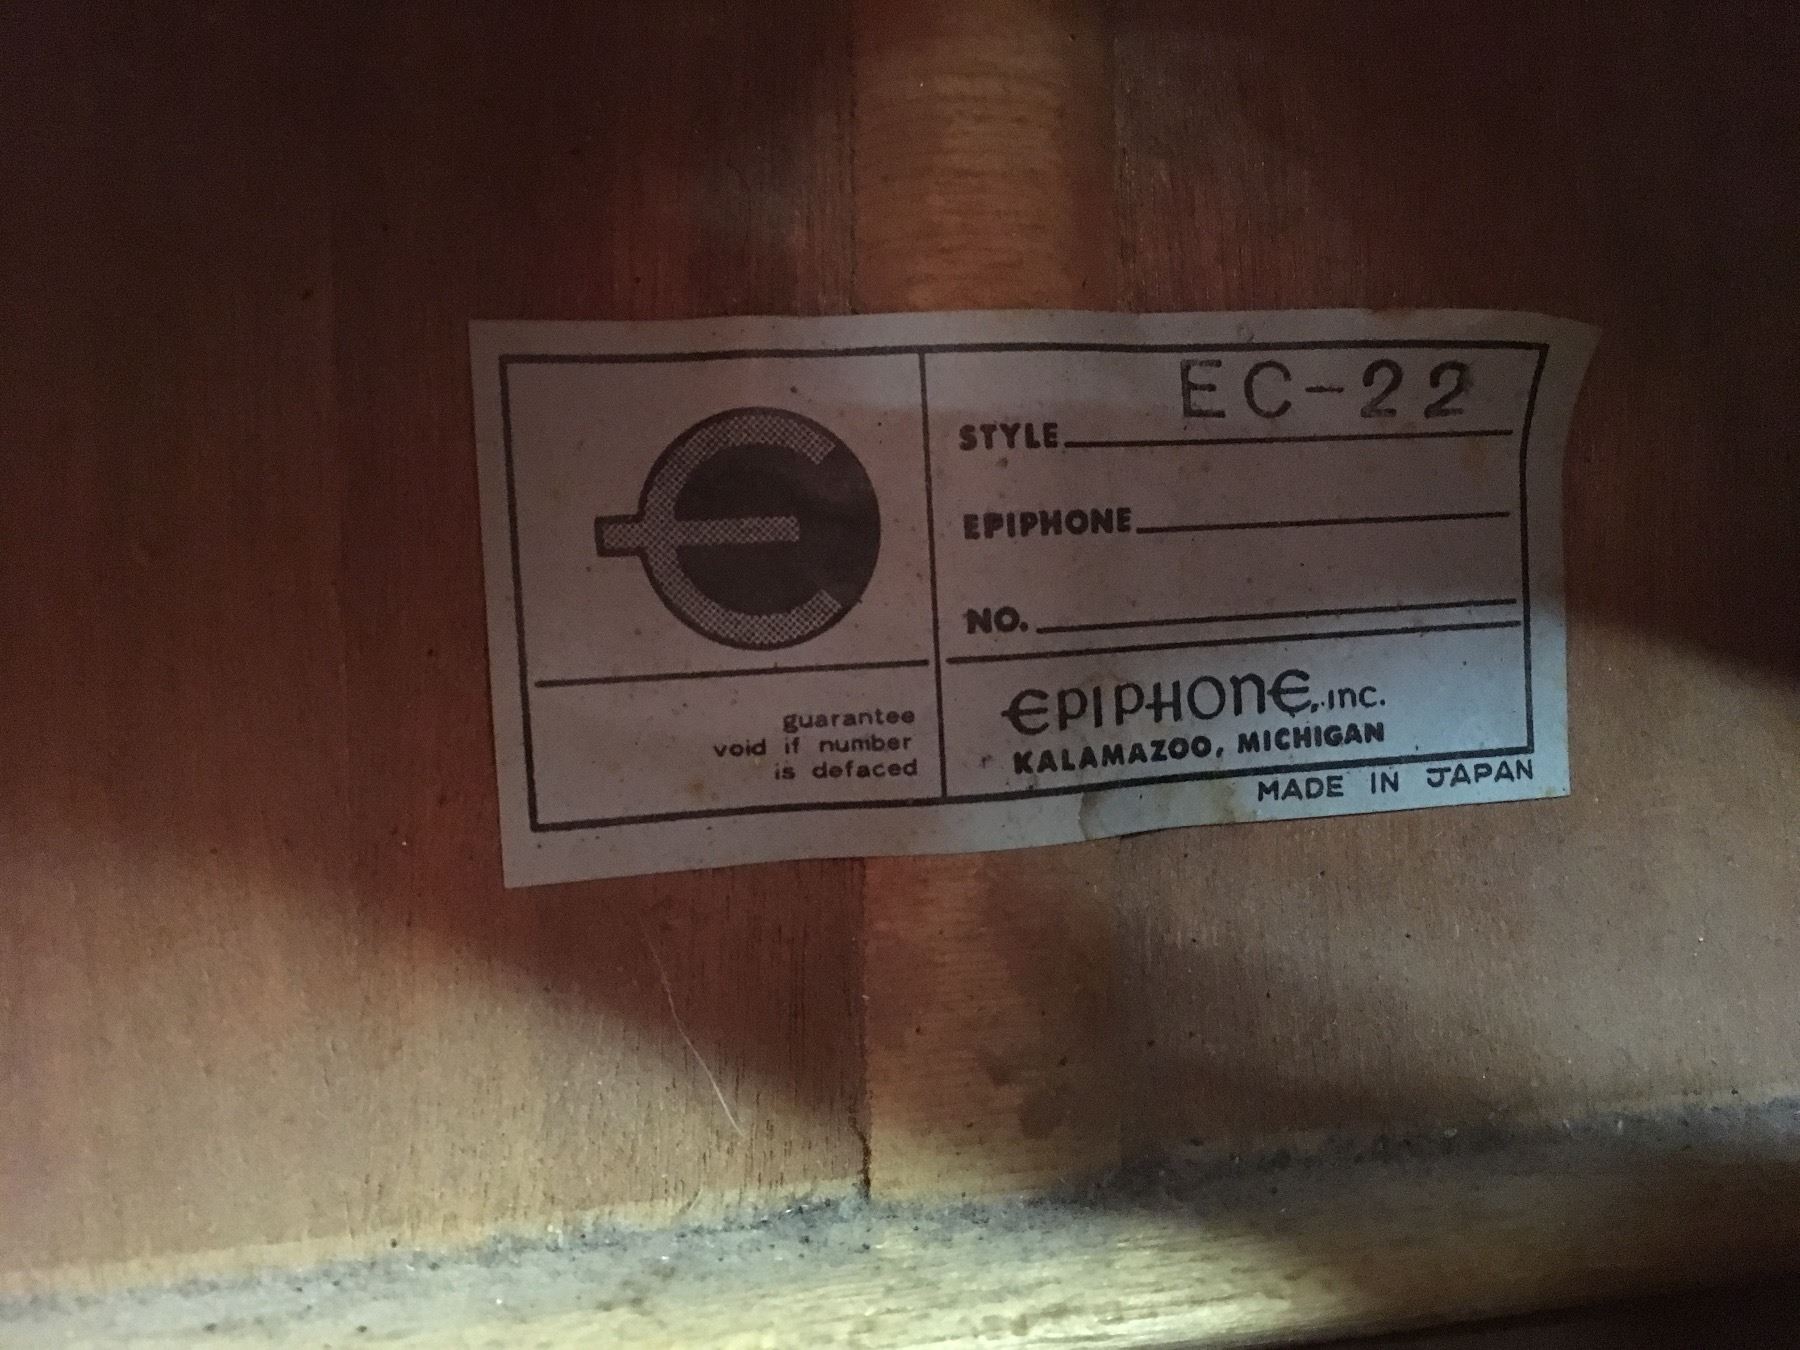 STYLE EC-22
EPIPHONE
NO.
guarantee
void if number
is defaced
EPIPHONE, INC.
KALAMAZOO, MICHIGAN
MADE IN JAPAN